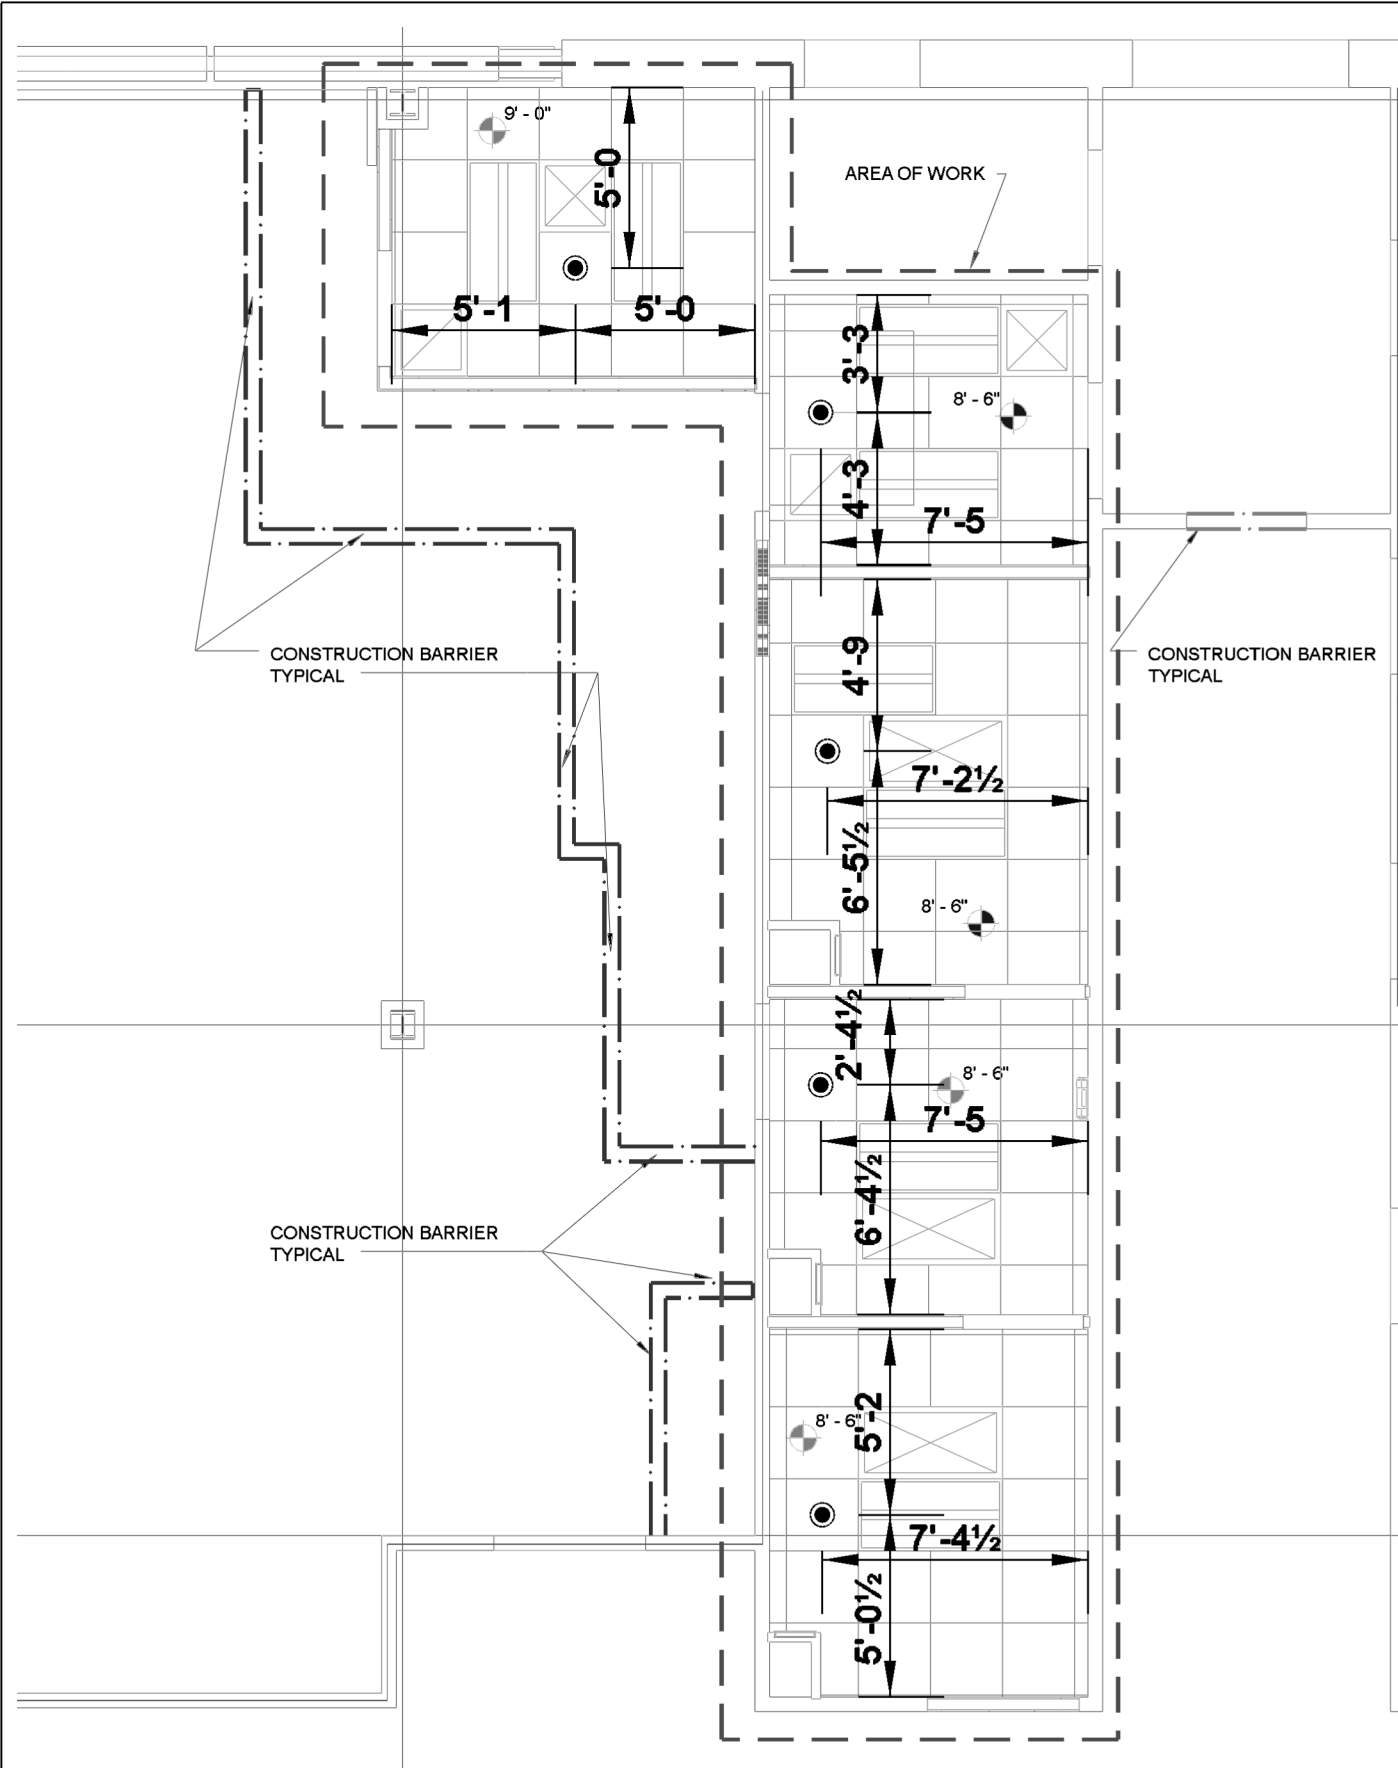 9' - 0"
5'-0
AREA OF WORK
5'-1
5'-0
3'-3
8' - 6"
4'-3
7'-5
CONSTRUCTION BARRIER
TYPICAL
4'-9
CONSTRUCTION BARRIER
TYPICAL
7'-2½
6'-5½
8' - 6"
2'-4½
8' - 6"
7'-5
6'-4½
CONSTRUCTION BARRIER
TYPICAL
5'-2
8' - 6"
7'-4½
5'-0½